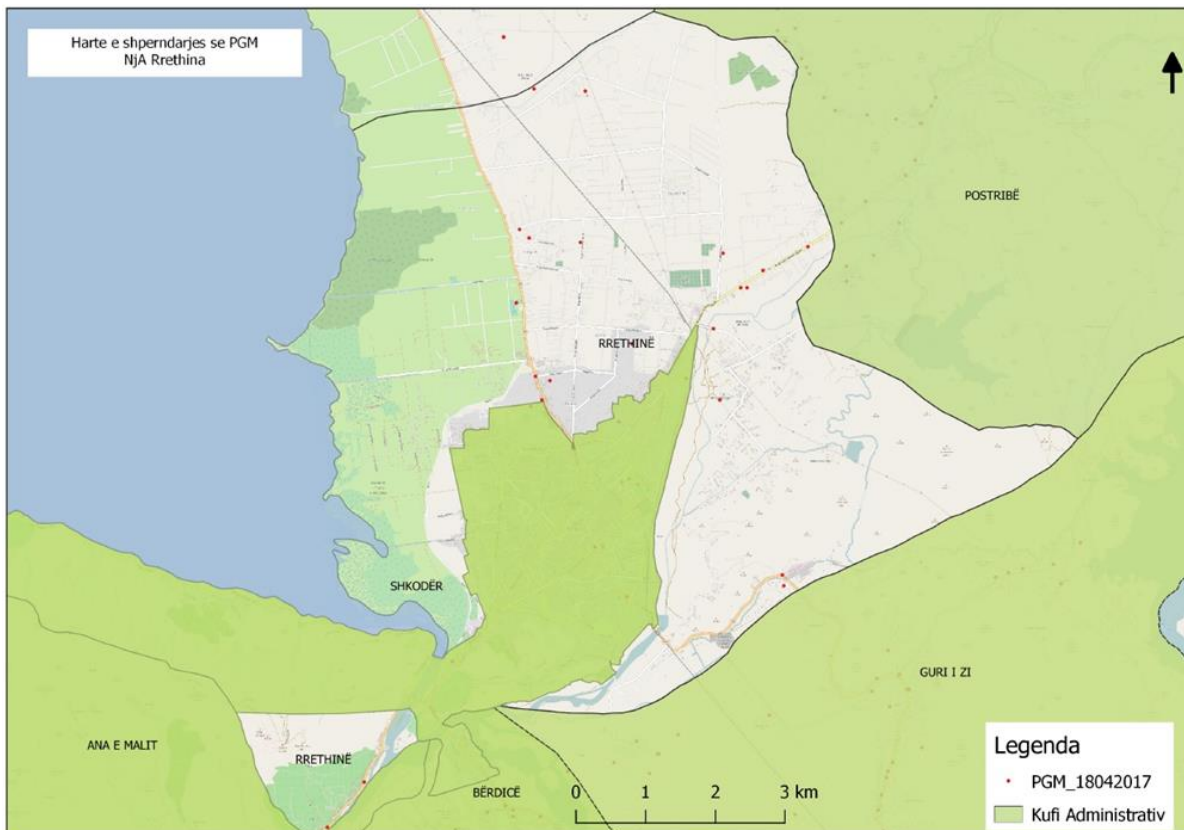 Harte e shperndarjes se PGM
NjA Rrethina
POSTRIBË
RRETHINË
SHKODËR
GURI I ZI
ANA E MALIT
RRETHINË
BËRDICË
0 1 2 3 km
Legenda
PGM_18042017
Kufi Administrativ